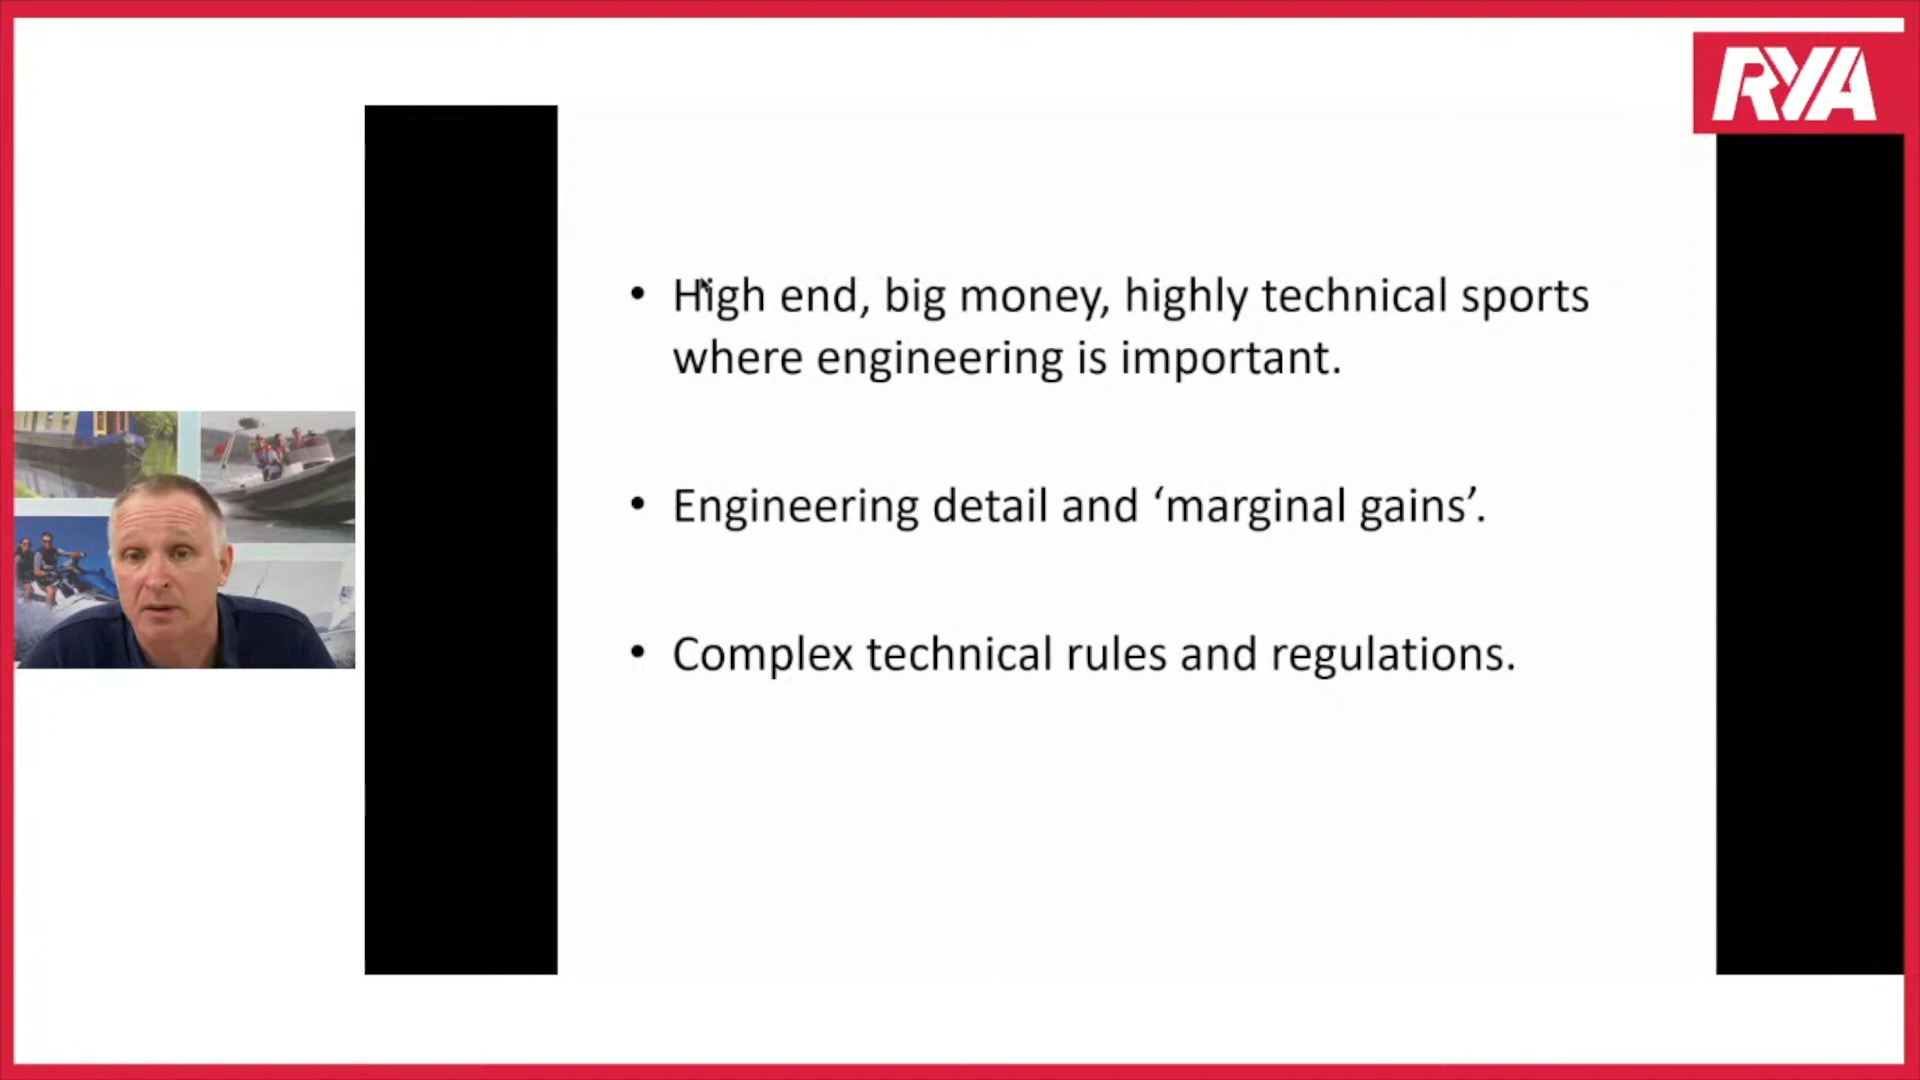 RYA
• High end, big money, highly technical sports
where engineering is important.
• Engineering detail and ‘marginal gains’.
• Complex technical rules and regulations.